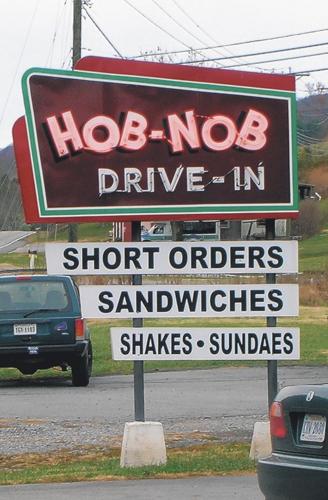 HOB-NOB
DRIVE-IN
SHORT ORDERS
SANDWICHES
SHAKES • SUNDAES